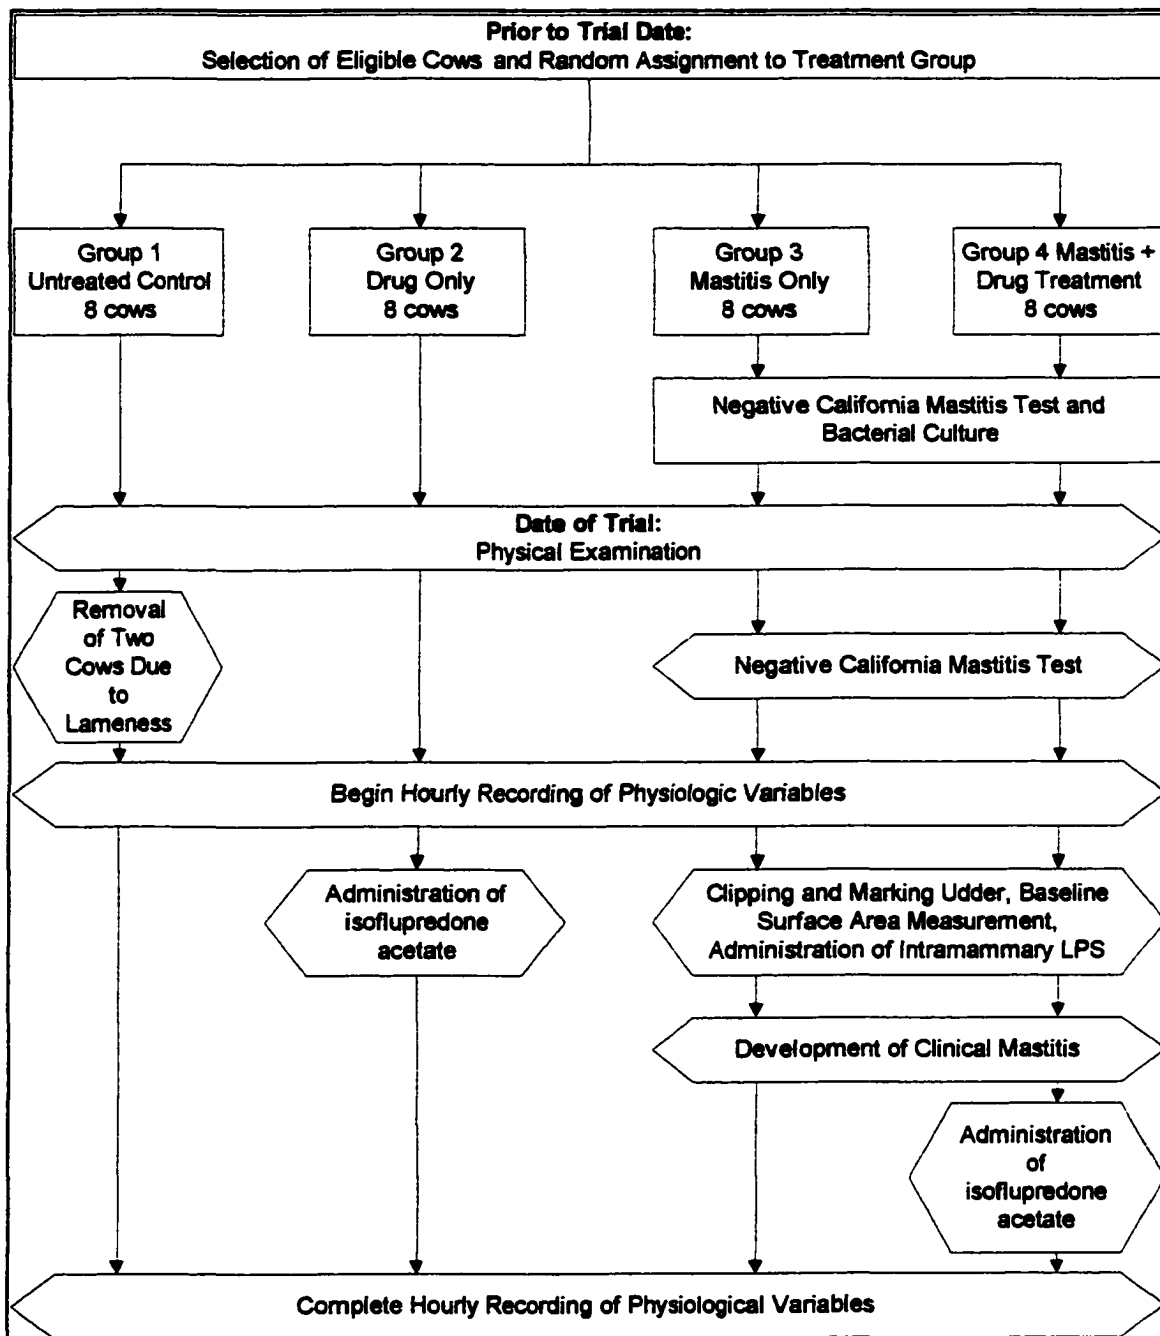 Prior to Trial Date:
Selection of Eligible Cows and Random Assignment to Treatment Group
Group 1
Untreated Control
8 cows
Group 2
Drug Only
8 cows
Group 3
Mastitis Only
8 cows
Group 4 Mastitis +
Drug Treatment
8 cows
Negative California Mastitis Test and
Bacterial Culture
Date of Trial:
Physical Examination
Removal
of Two
Cows Due
to
Lameness
Negative California Mastitis Test
Begin Hourly Recording of Physiologic Variables
Administration of
isoflupredone
acetate
Clipping and Marking Udder, Baseline
Surface Area Measurement,
Administration of Intramammary LPS
Development of Clinical Mastitis
Administration
of
isoflupredone
acetate
Complete Hourly Recording of Physiological Variables